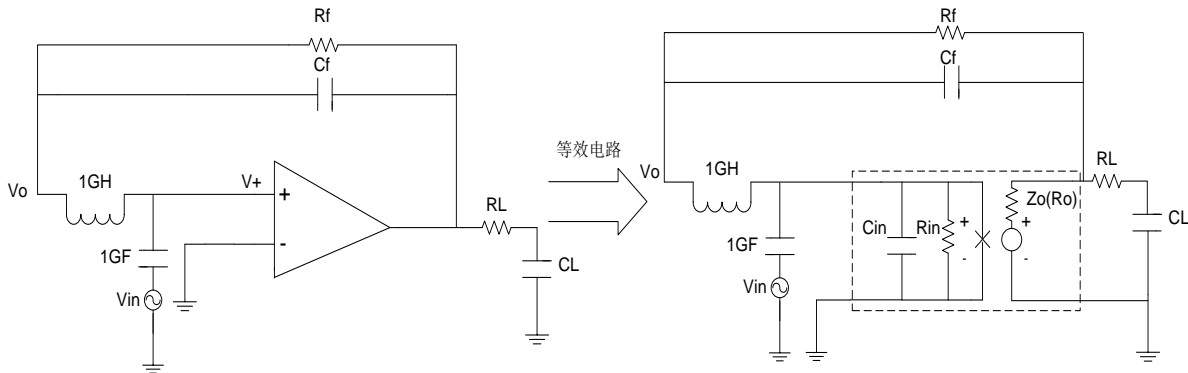 Rf
Cf
1GH
Vo
V+
+
-
1GF
Vin
RL
CL
等效电路
Rf
Cf
1GH
Vo
RL
Zo(Ro)
CL
Cin
Rin
+
-
+
-
1GF
Vin